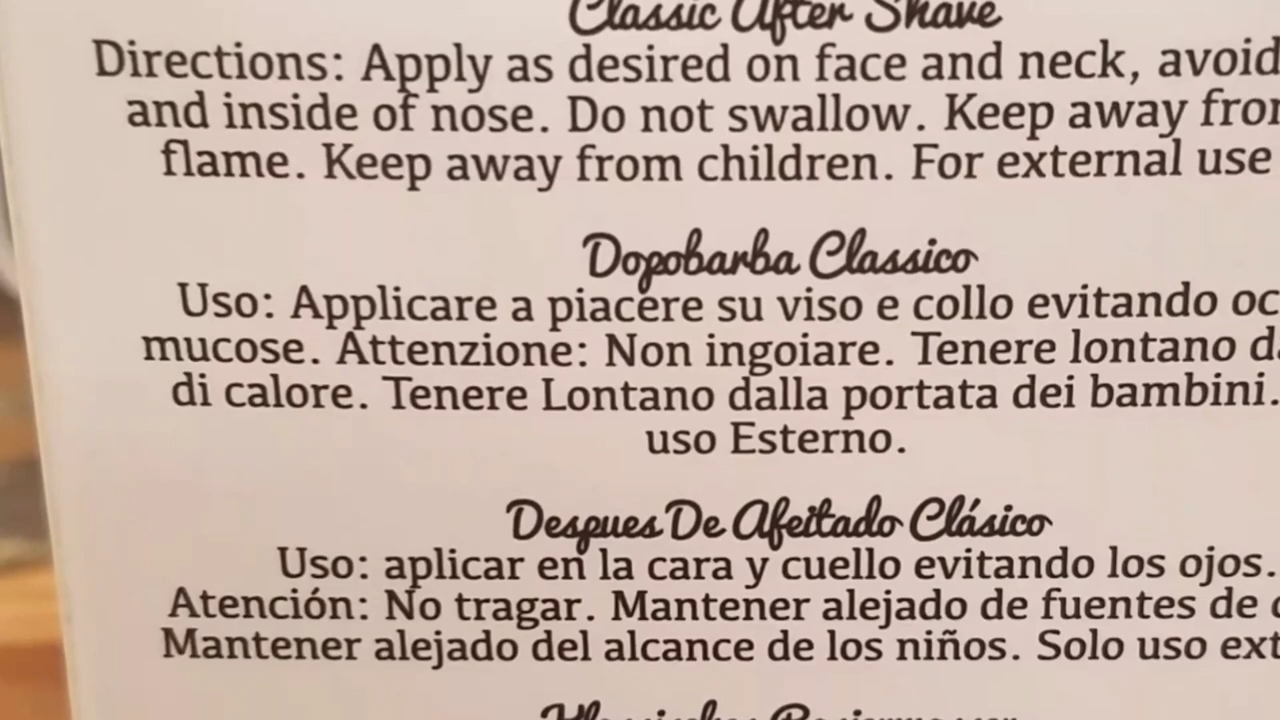 Classic After Shave
Directions: Apply as desired on face and neck, avoid
and inside of nose. Do not swallow. Keep away
flame. Keep away from children. For external use
Dopobarba Classico
Uso: Applicare a piacere su viso e collo evitando
mucose. Attenzione: Non ingoiare. Tenere lontano
di calore. Tenere Lontano dalla portata dei bambini.
uso Esterno.
Despues De Afeitado Clásico
Uso: aplicar en la cara y cuello evitando los ojos.
Atención: No tragar. Mantener alejado de fuentes de
Mantener alejado del alcance de los niños. Solo uso